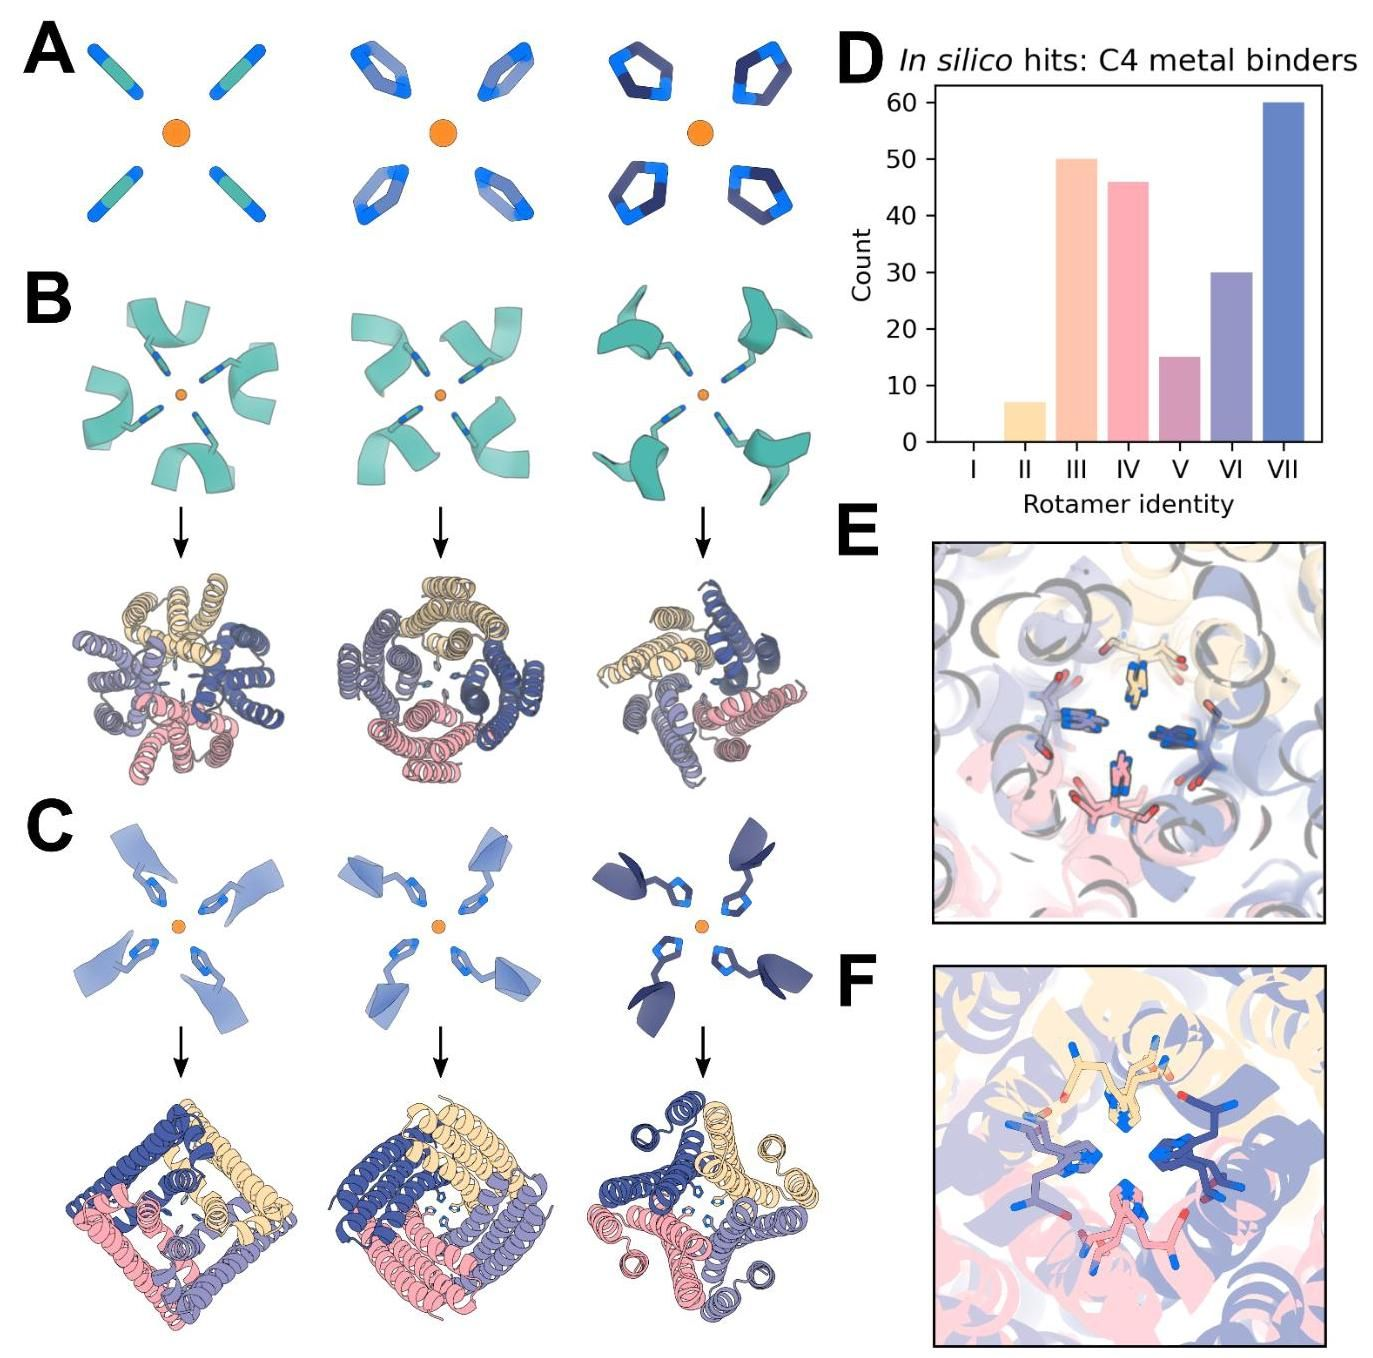 A
B
C
D
In silico hits: C4 metal binders
60
50
40
30
20
10
0
Count
I II III IV V VI VII
Rotamer identity
E
F